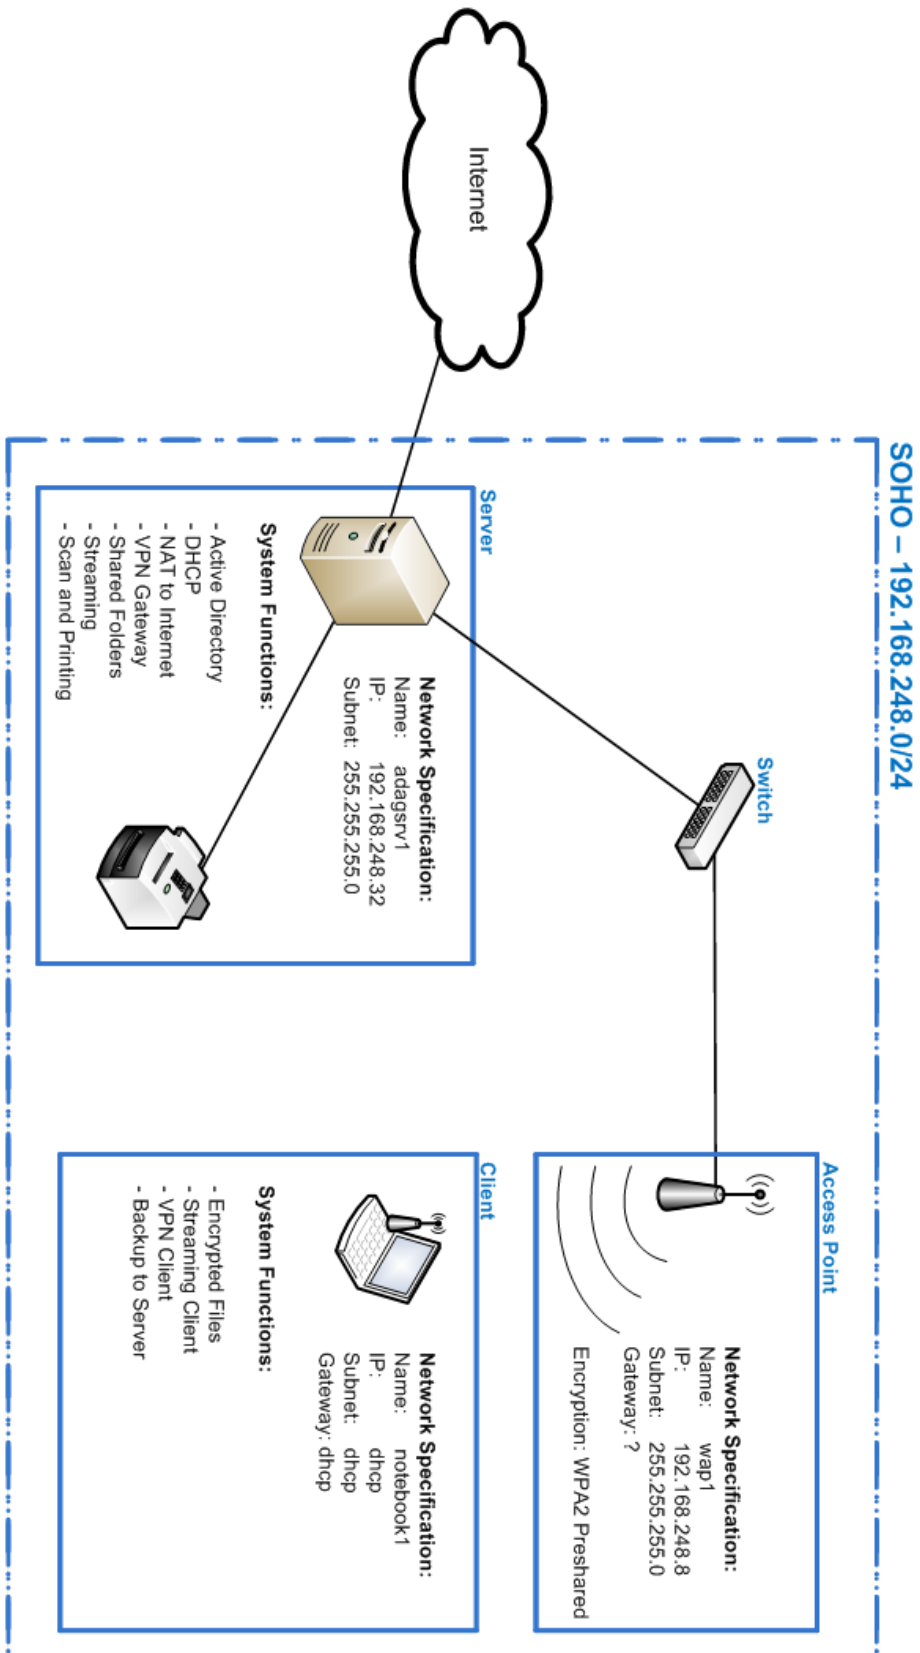 SOHO – 192.168.248.0/24
Internet
Switch
Access Point
Network Specification:
Name: wap1
IP: 192.168.248.8
Subnet: 255.255.255.0
Gateway: ?
Encryption: WPA2 Preshared
Server
Network Specification:
Name: adagsrv1
IP: 192.168.248.32
Subnet: 255.255.255.0
System Functions:
- Active Directory
- DHCP
- NAT to Internet
- VPN Gateway
- Shared Folders
- Streaming
- Scan and Printing
Client
Network Specification:
Name: notebook1
IP: dhcp
Subnet: dhcp
Gateway: dhcp
System Functions:
- Encrypted Files
- Streaming Client
- VPN Client
- Backup to Server